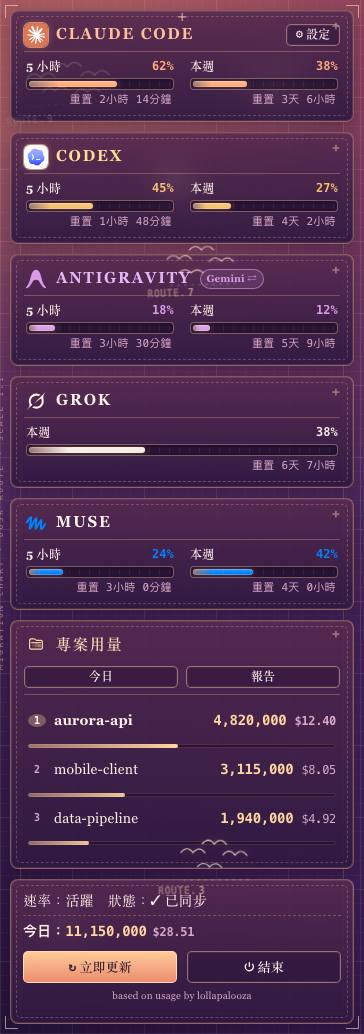 CLAUDE CODE ⚙ 設定
5 小時 62% 本週 38%
重置 2小時 14分鐘 重置 3天 6小時
CODEX
5 小時 45% 本週 27%
重置 1小時 48分鐘 重置 4天 2小時
ANTIGRAVITY Gemini ⇄
ROUTE. 7
5 小時 18% 本週 12%
重置 3小時 30分鐘 重置 5天 9小時
GROK
本週 38%
重置 6天 7小時
MUSE
5 小時 24% 本週 42%
重置 3小時 0分鐘 重置 4天 0小時
專案用量
今日 報告
1 aurora-api 4,820,000 $12.40
2 mobile-client 3,115,000 $8.05
3 data-pipeline 1,940,000 $4.92
ROUTE. 3
速率：活躍 狀態：✓ 已同步
今日：11,150,000 $28.51
↻ 立即更新 ⏻ 結束
based on usage by lollapalooza